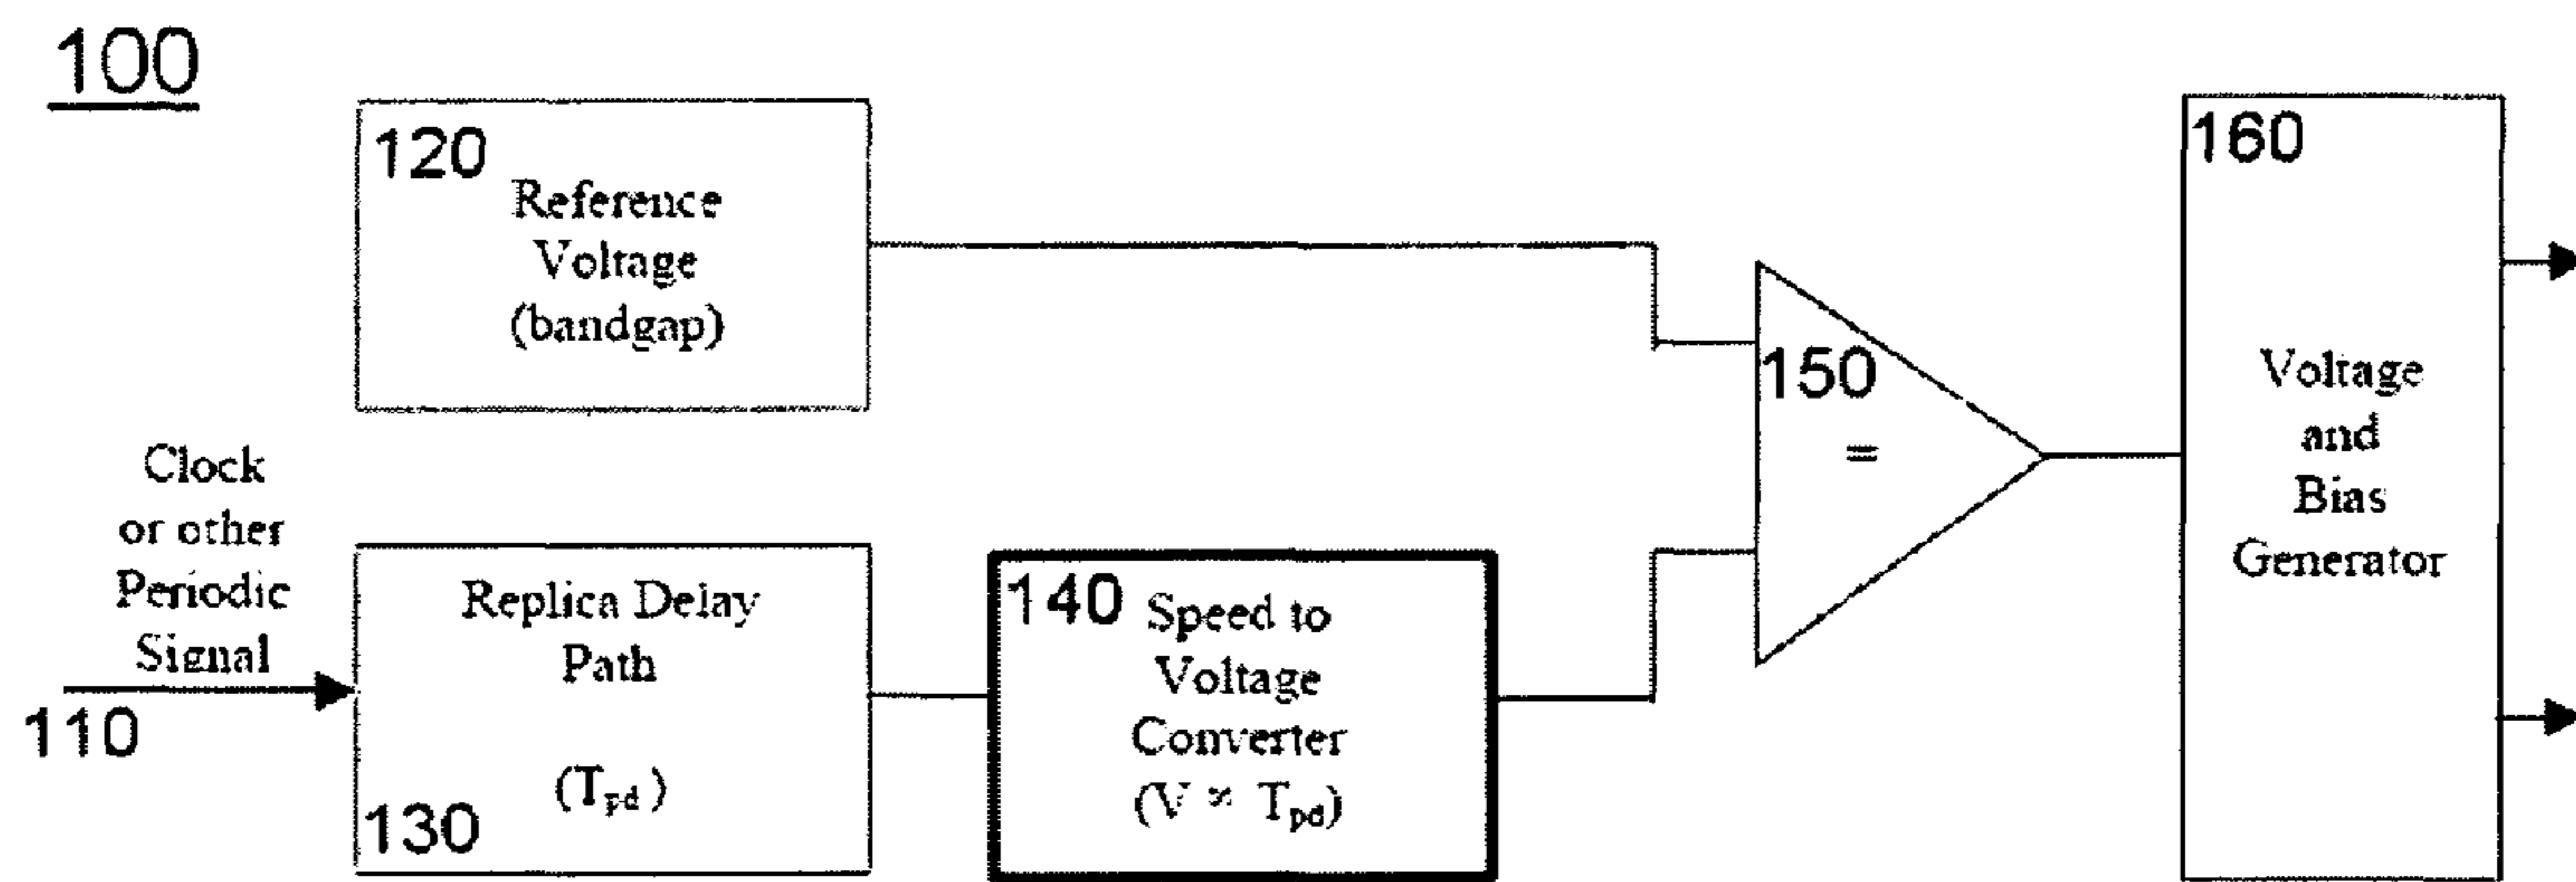 100
120
Reference
Voltage
(bandgap)
Clock
or other
Periodic
Signal
110
Replica Delay
Path
(Tpd)
130
140 Speed to
Voltage
Converter
(V ∝ Tpd)
150
=
160
Voltage
and
Bias
Generator